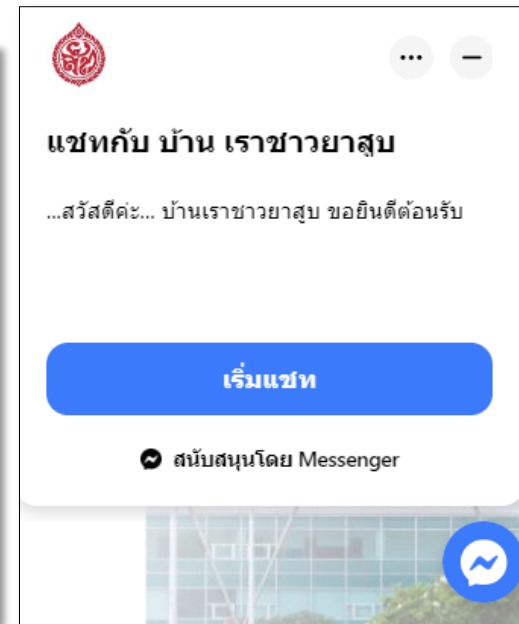 แชทกับ บ้าน เราชาวยาสูบ
...สวัสดีค่ะ... บ้านเราชาวยาสูบ ขอยินดีต้อนรับ
เริ่มแชท
สนับสนุนโดย Messenger